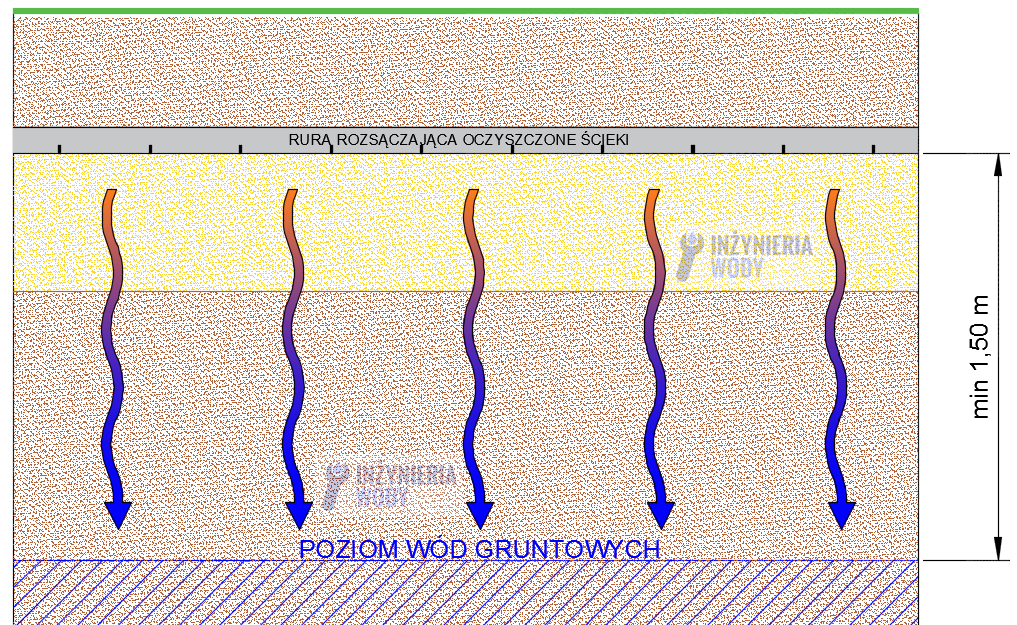 RURA ROZSĄCZAJĄCA OCZYSZCZONE ŚCIEKI
INŻYNIERIA
WODY
min 1,50 m
INŻYNIERIA
WODY
POZIOM WÓD GRUNTOWYCH